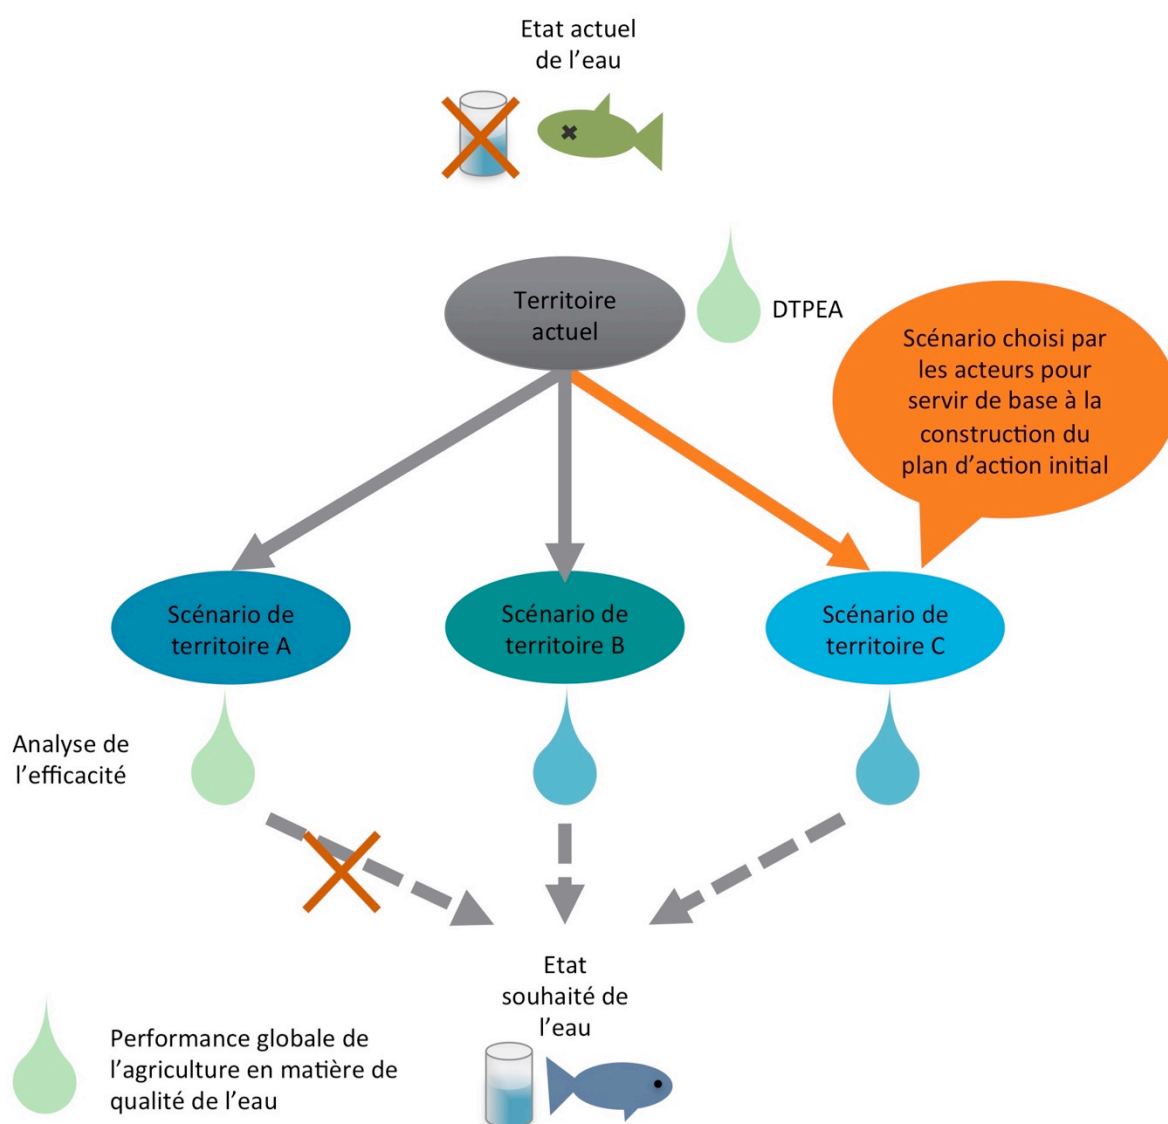 Etat actuel
de l’eau
Territoire
actuel
DTPEA
Scénario choisi par
les acteurs pour
servir de base à la
construction du
plan d’action initial
Scénario de
territoire A
Scénario de
territoire B
Scénario de
territoire C
Analyse de
l’efficacité
Etat
souhaité de
l’eau
Performance globale de
l’agriculture en matière de
qualité de l’eau